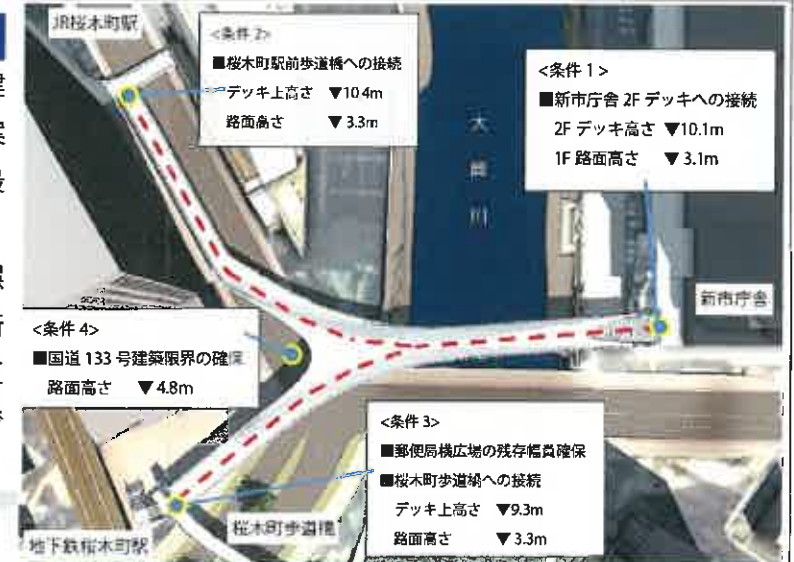 JR桜木町駅
<条件 2>
■桜木町駅前歩道橋への接続
デッキ上高さ ▼10.4m
路面高さ ▼3.3m
<条件 1>
■新市庁舎 2F デッキへの接続
2F デッキ高さ ▼10.1m
1F 路面高さ ▼3.1m
大岡川
新市庁舎
<条件 4>
■国道 133 号建築限界の確保
路面高さ ▼4.8m
<条件 3>
■郵便局横広場の残存幅員確保
■桜木町歩道橋への接続
デッキ上高さ ▼9.3m
路面高さ ▼3.3m
桜木町歩道橋
地下鉄桜木町駅